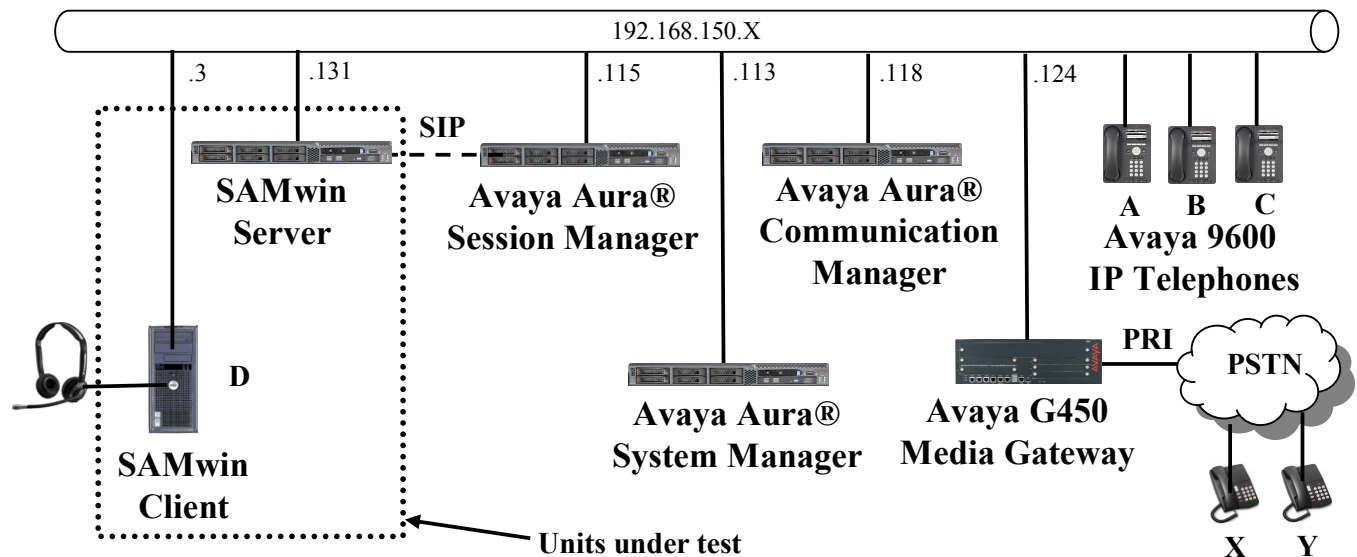 192.168.150.X
.3
.131
.115
.113
.118
.124
SIP
SAMwin
Server
Avaya Aura®
Session Manager
Avaya Aura®
Communication
Manager
A
B
C
Avaya 9600
IP Telephones
D
PRI
PSTN
AVAYA
Avaya Aura®
System Manager
Avaya G450
Media Gateway
SAMwin
Client
Units under test
X
Y